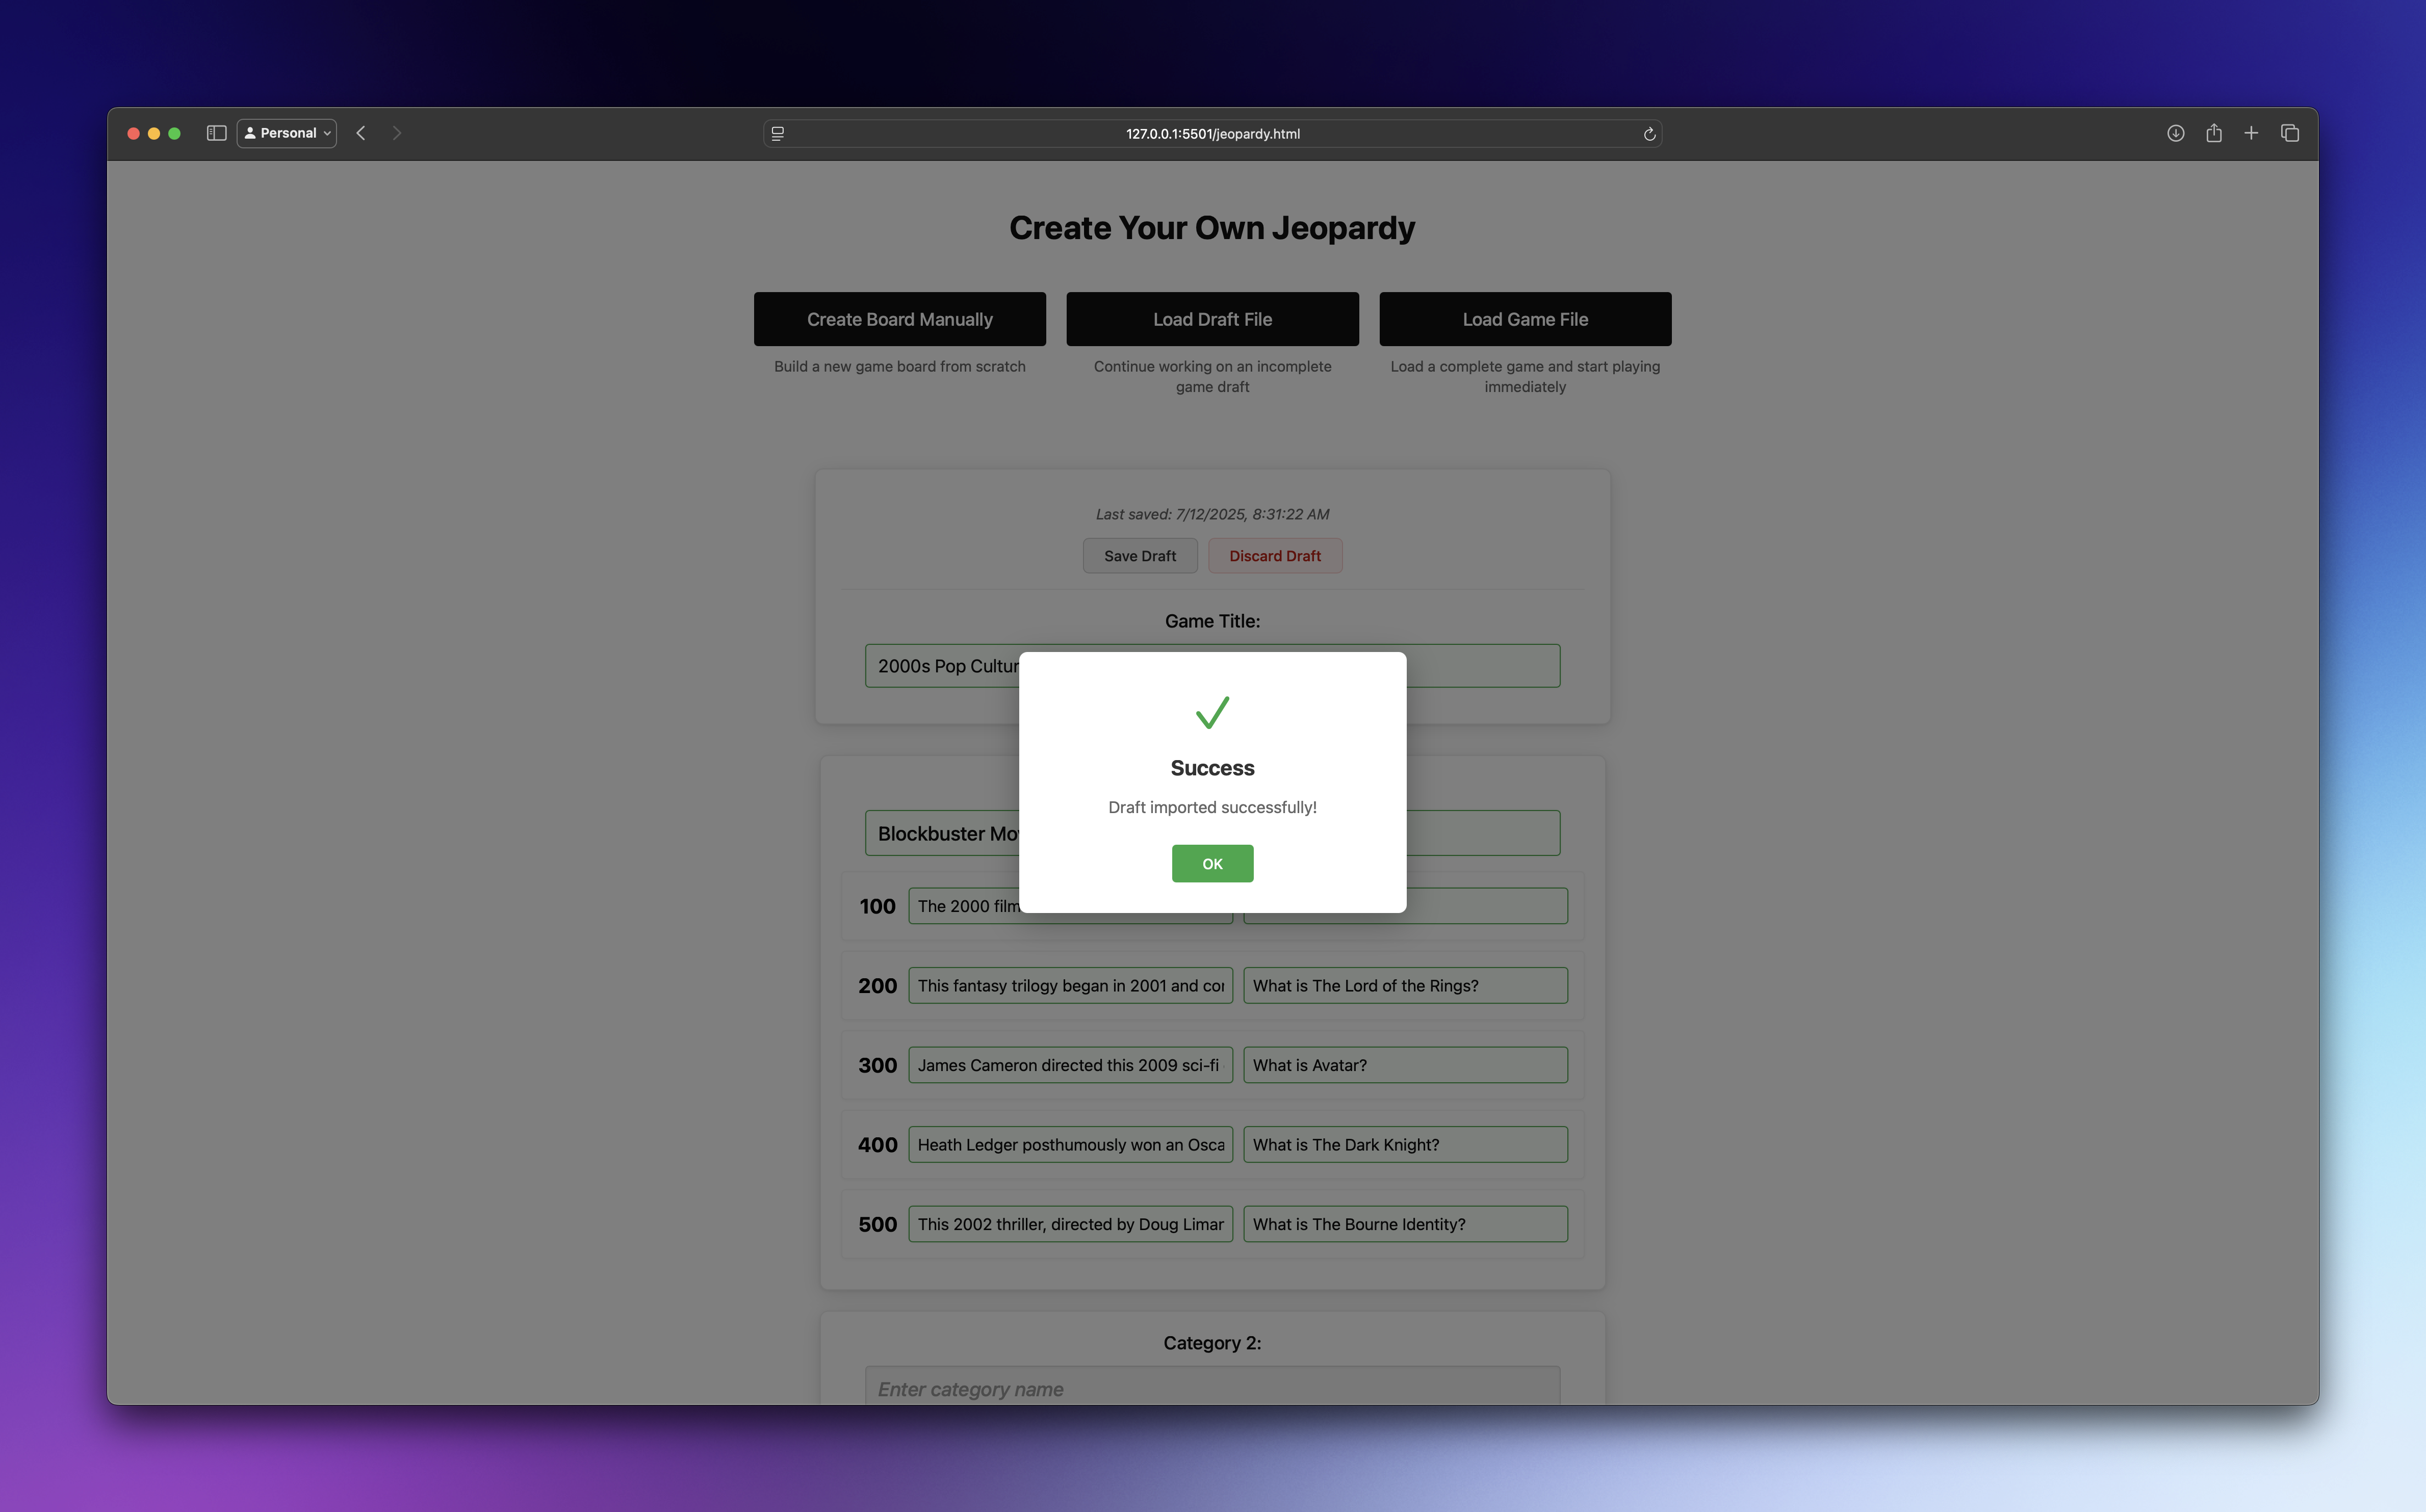 Personal
127.0.0.1:5501/jeopardy.html
Create Your Own Jeopardy
Create Board Manually
Load Draft File
Load Game File
Build a new game board from scratch
Continue working on an incomplete
game draft
Load a complete game and start playing
immediately
Last saved: 7/12/2025, 8:31:22 AM
Save Draft
Discard Draft
Game Title:
2000s Pop Cultur
Success
Draft imported successfully!
OK
Blockbuster Mo
100
The 2000 film
200
This fantasy trilogy began in 2001 and cor
What is The Lord of the Rings?
300
James Cameron directed this 2009 sci-fi
What is Avatar?
400
Heath Ledger posthumously won an Osca
What is The Dark Knight?
500
This 2002 thriller, directed by Doug Limar
What is The Bourne Identity?
Category 2:
Enter category name